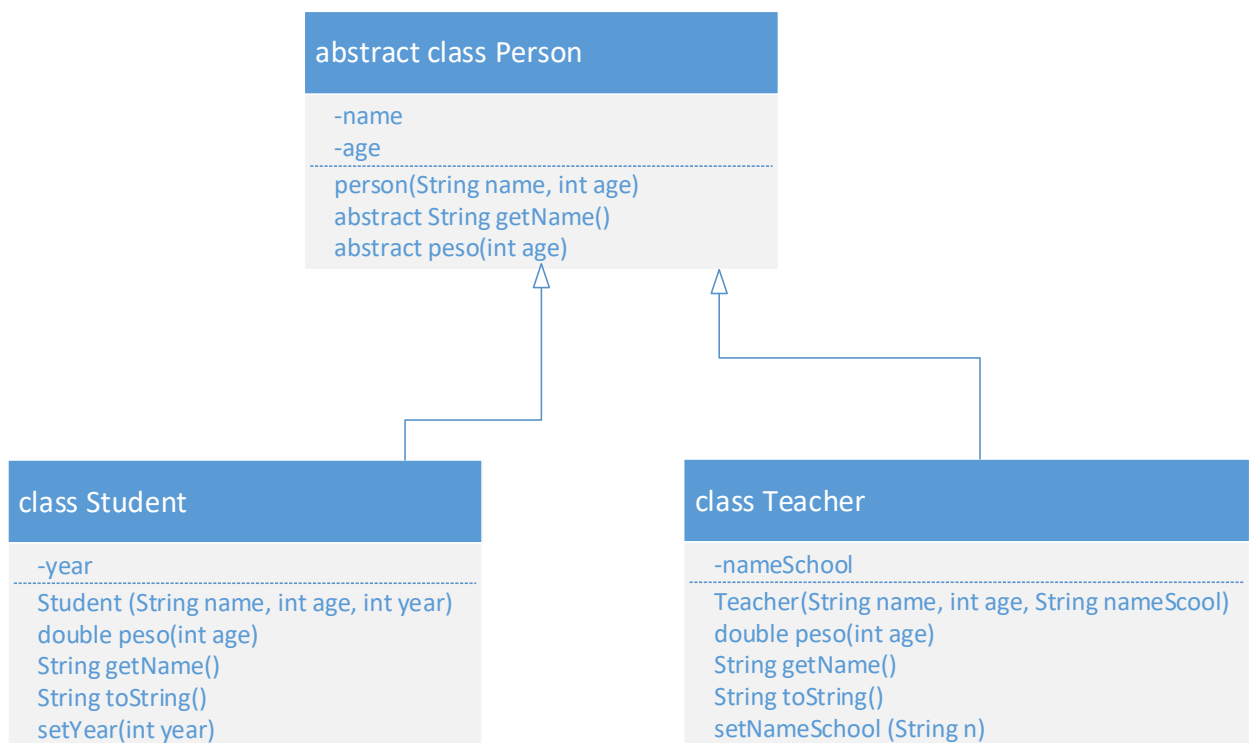 abstract class Person
-name
-age
person(String name, int age)
abstract String getName()
abstract peso(int age)
class Student
-year
Student (String name, int age, int year)
double peso(int age)
String getName()
String toString()
setYear(int year)
class Teacher
-nameSchool
Teacher(String name, int age, String nameScool)
double peso(int age)
String getName()
String toString()
setNameSchool (String n)